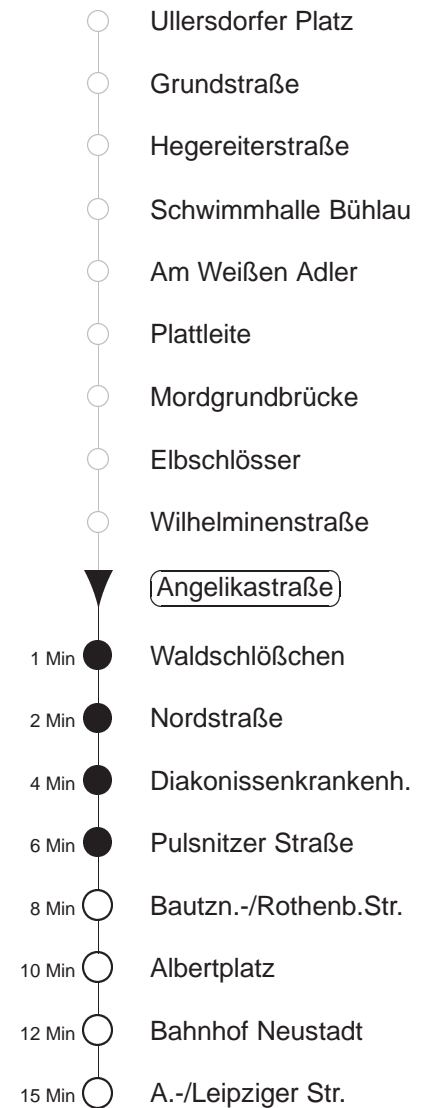 Ullersdorfer Platz
Grundstraße
Hegereiterstraße
Schwimmhalle Bühlau
Am Weißen Adler
Plattleite
Mordgrundbrücke
Elbschlösser
Wilhelminenstraße
Angelikastraße
1 Min Waldschlößchen
2 Min Nordstraße
4 Min Diakonissenkrankenh.
6 Min Pulsnitzer Straße
8 Min Bautzn.-/Rothenb.Str.
10 Min Albertplatz
12 Min Bahnhof Neustadt
15 Min A.-/Leipziger Str.